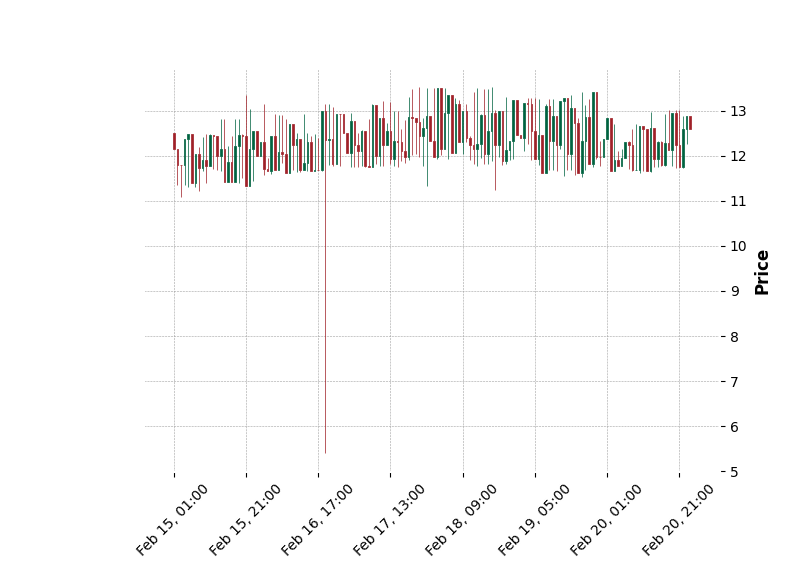 13
12
11
10
9
8
7
6
5
Price
Feb 15, 01:00
Feb 15, 21:00
Feb 16, 17:00
Feb 17, 13:00
Feb 18, 09:00
Feb 19, 05:00
Feb 20, 01:00
Feb 20, 21:00